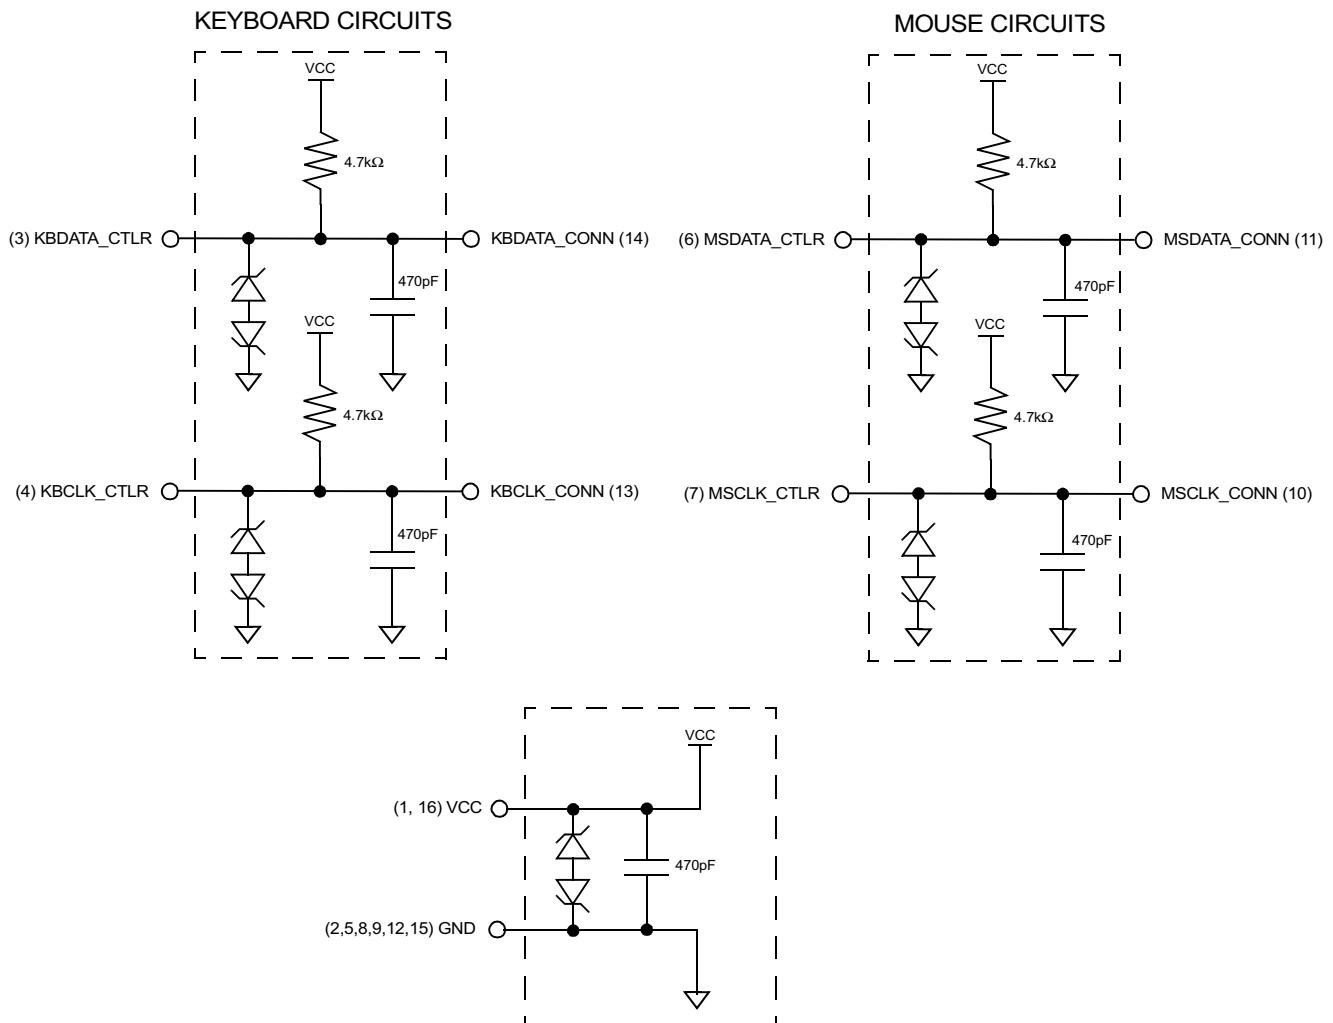 KEYBOARD CIRCUITS
VCC
4.7kΩ
(3) KBDATA_CTLR
KBDATA_CONN (14)
470pF
VCC
4.7kΩ
(4) KBCLK_CTLR
KBCLK_CONN (13)
470pF
MOUSE CIRCUITS
VCC
4.7kΩ
(6) MSDATA_CTLR
MSDATA_CONN (11)
470pF
VCC
4.7kΩ
(7) MSCLK_CTLR
MSCLK_CONN (10)
470pF
VCC
(1, 16) VCC
470pF
(2,5,8,9,12,15) GND